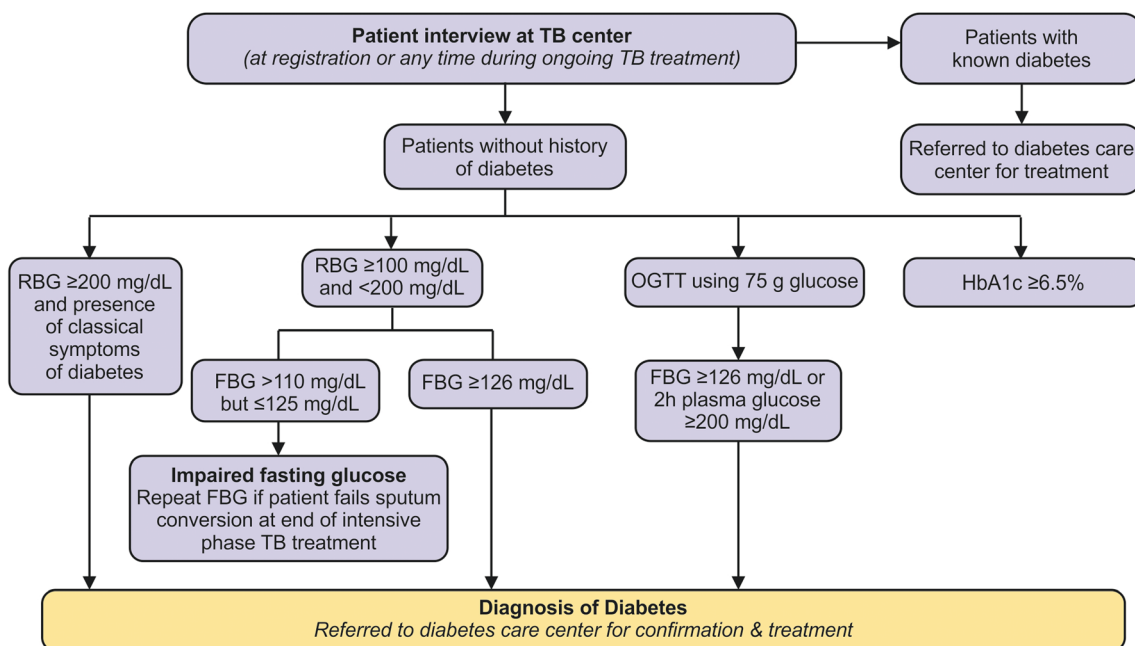 Patient interview at TB center
(at registration or any time during ongoing TB treatment)
Patients with
known diabetes
Patients without history
of diabetes
Referred to diabetes care
center for treatment
RBG ≥200 mg/dL
and presence
of classical
symptoms
of diabetes
RBG ≥100 mg/dL
and <200 mg/dL
OGTT using 75 g glucose
HbA1c ≥6.5%
FBG >110 mg/dL
but ≤125 mg/dL
FBG ≥126 mg/dL
FBG ≥126 mg/dL or
2h plasma glucose
≥200 mg/dL
Impaired fasting glucose
Repeat FBG if patient fails sputum
conversion at end of intensive
phase TB treatment
Diagnosis of Diabetes
Referred to diabetes care center for confirmation & treatment